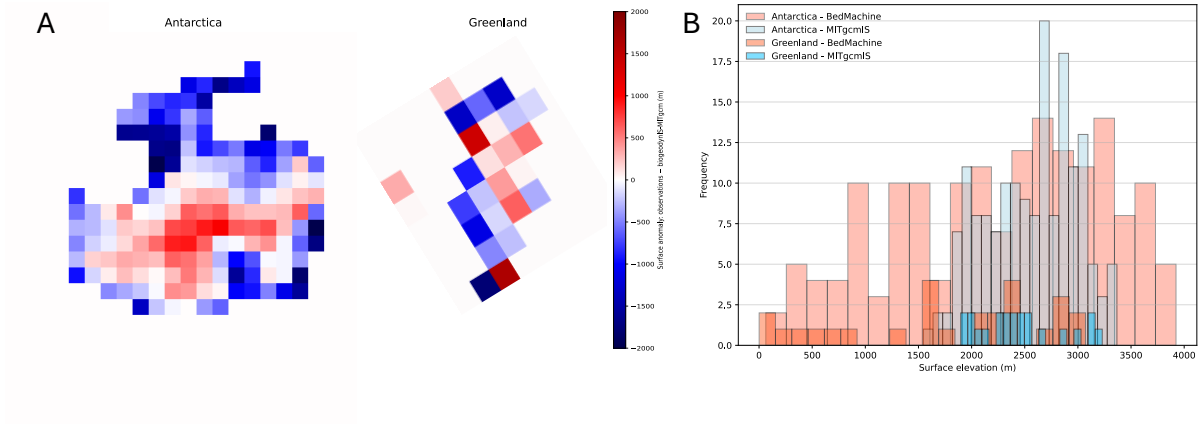 A
Antarctica
Greenland
2000
1500
1000
500
0
−500
−1000
−1500
−2000
B
Antarctica - BedMachine
Antarctica - MITgcmIS
Greenland - BedMachine
Greenland - MITgcmIS
20.0
17.5
15.0
12.5
10.0
7.5
5.0
2.5
0.0
Frequency
0 500 1000 1500 2000 2500 3000 3500 4000
Surface elevation (m)